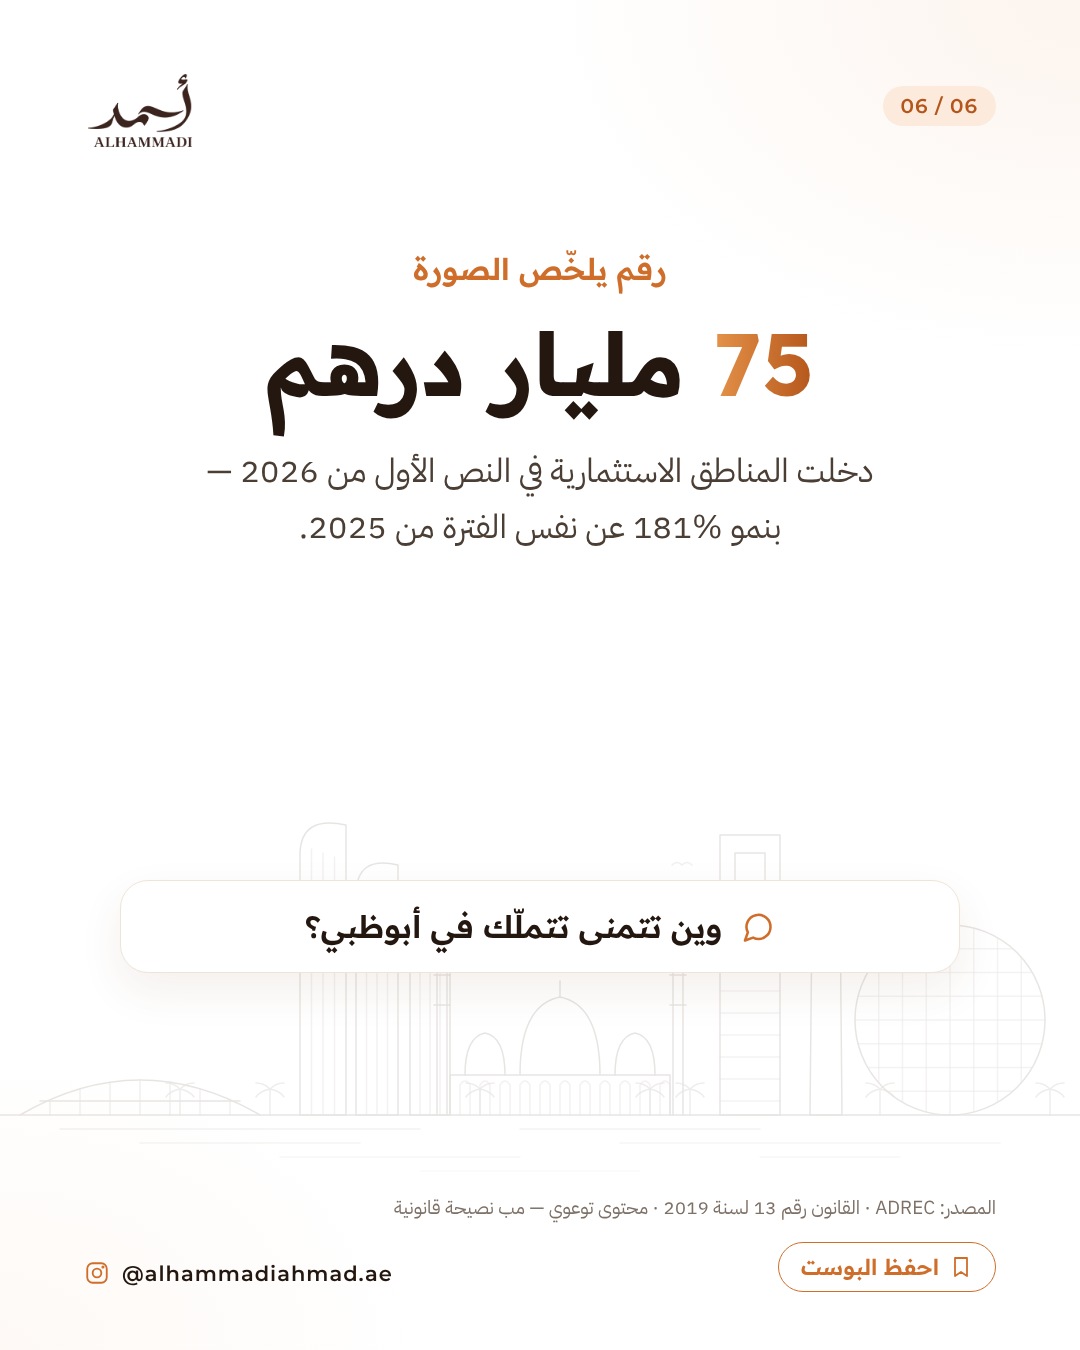 أحمد
ALHAMMADI
06 / 06
رقم يلخّص الصورة
75 مليار درهم
دخلت المناطق الاستثمارية في النص الأول من 2026 —
بنمو 181% عن نفس الفترة من 2025.
وين تتمنى تتملّك في أبوظبي؟
المصدر: ADREC · القانون رقم 13 لسنة 2019 · محتوى توعوي — مب نصيحة قانونية
احفظ البوست
@alhammadiahmad.ae